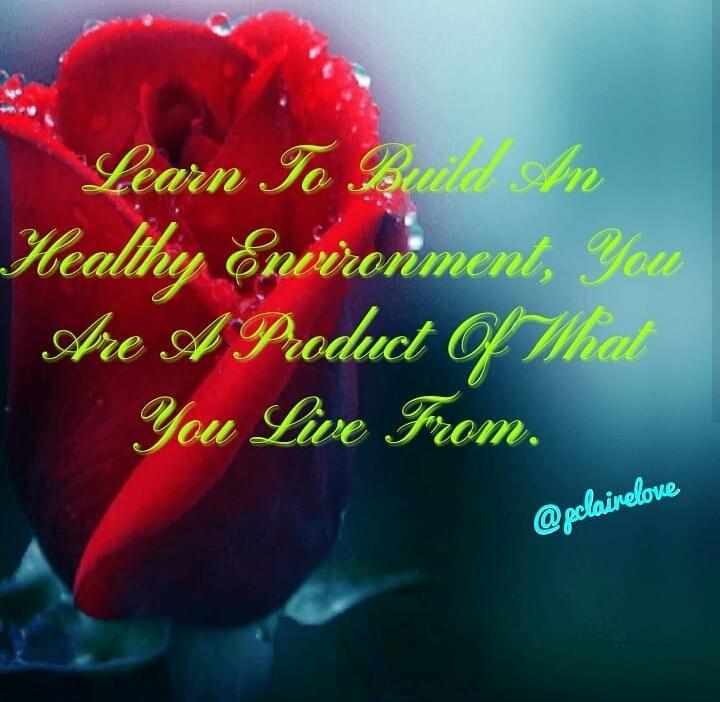 Learn To Build An
Healthy Environment, You
Are A Product Of What
You Live From.
@pclairelove